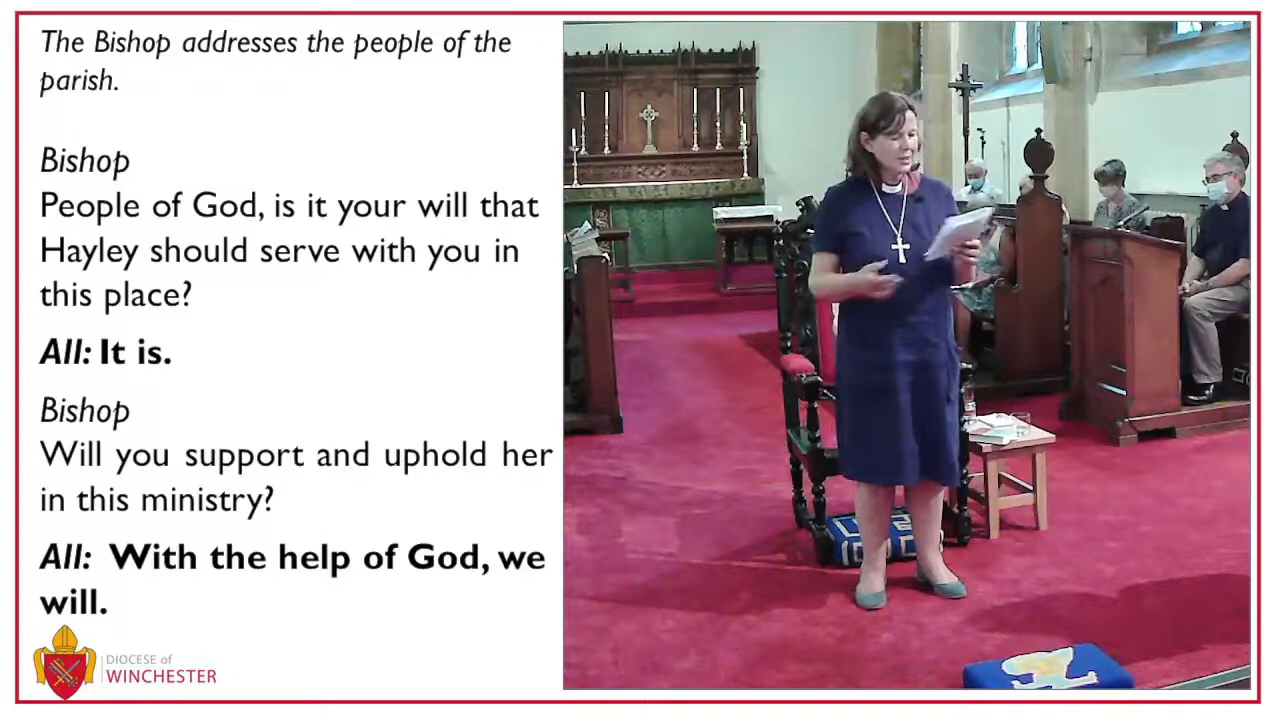 The Bishop addresses the people of the
parish.
Bishop
People of God, is it your will that
Hayley should serve with you in
this place?
All: It is.
Bishop
Will you support and uphold her
in this ministry?
All: With the help of God, we
will.
DIOCESE of
WINCHESTER